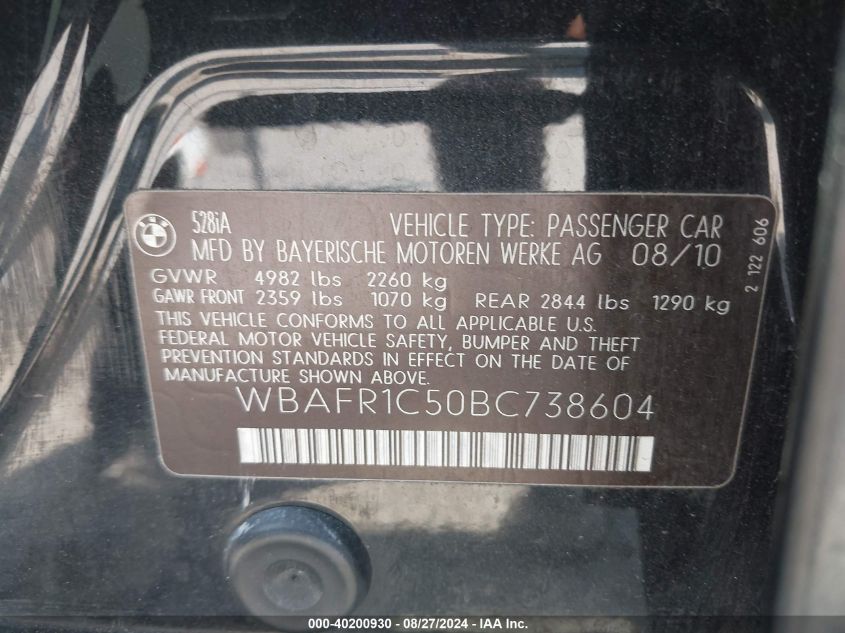 BMW
528iA
VEHICLE TYPE: PASSENGER CAR
MFD BY BAYERISCHE MOTOREN WERKE AG 08/10
GVWR 4982 lbs 2260 kg
GAWR FRONT 2359 lbs 1070 kg REAR 2844 lbs 1290 kg
THIS VEHICLE CONFORMS TO ALL APPLICABLE U.S.
FEDERAL MOTOR VEHICLE SAFETY, BUMPER AND THEFT
PREVENTION STANDARDS IN EFFECT ON THE DATE OF
MANUFACTURE SHOWN ABOVE.
WBAFR1C50BC738604
2 122 606
000-40200930 - 08/27/2024 - IAA Inc.